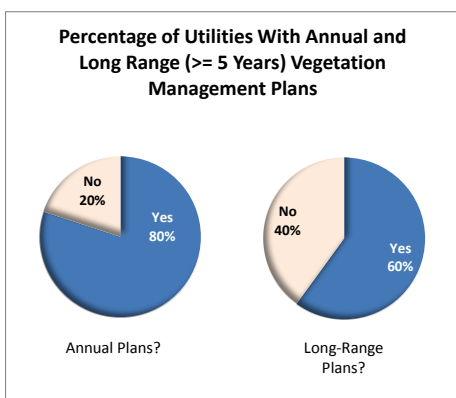 Percentage of Utilities With Annual and
Long Range (>= 5 Years) Vegetation
Management Plans
No
20%
Yes
80%
No
40%
Yes
60%
Annual Plans?
Long-Range
Plans?